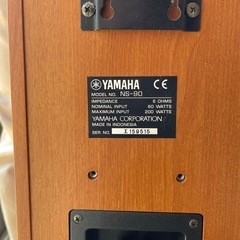 YAMAHA CE
MODEL NO. NS-90
IMPEDANCE 6 OHMS
NOMINAL INPUT 60 WATTS
MAXIMUM INPUT 200 WATTS
YAMAHA CORPORATION
MADE IN INDONESIA
SER NO. I159515